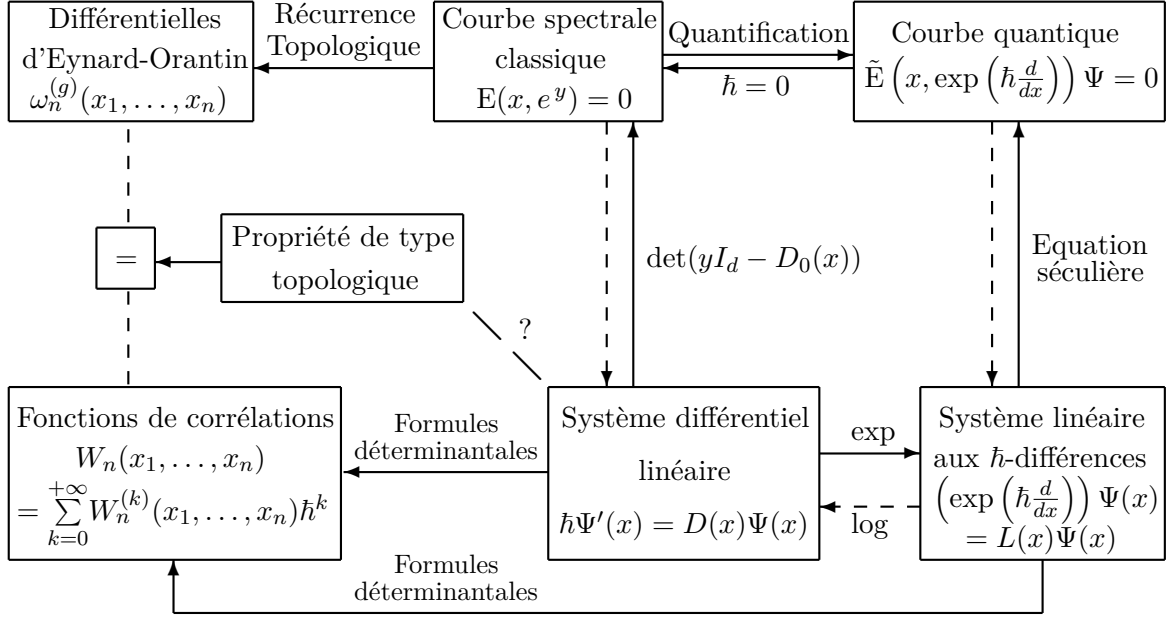 Différentielles
d'Eynard-Orantin
ω_n^{(g)}(x_1, …, x_n)
Récurrence
Topologique
Courbe spectrale
classique
E(x, e^y) = 0
Quantification
ħ = 0
Courbe quantique
Ẽ (x, exp (ħ d/dx)) Ψ = 0
=
Propriété de type
topologique
?
det(yI_d − D_0(x))
Equation
séculière
Fonctions de corrélations
W_n(x_1, …, x_n)
= ∑_{k=0}^{+∞} W_n^{(k)}(x_1, …, x_n)ħ^k
Formules
déterminantales
Système différentiel
linéaire
ħΨ′(x) = D(x)Ψ(x)
exp
log
Système linéaire
aux ħ-différences
(exp (ħ d/dx)) Ψ(x)
= L(x)Ψ(x)
Formules
déterminantales